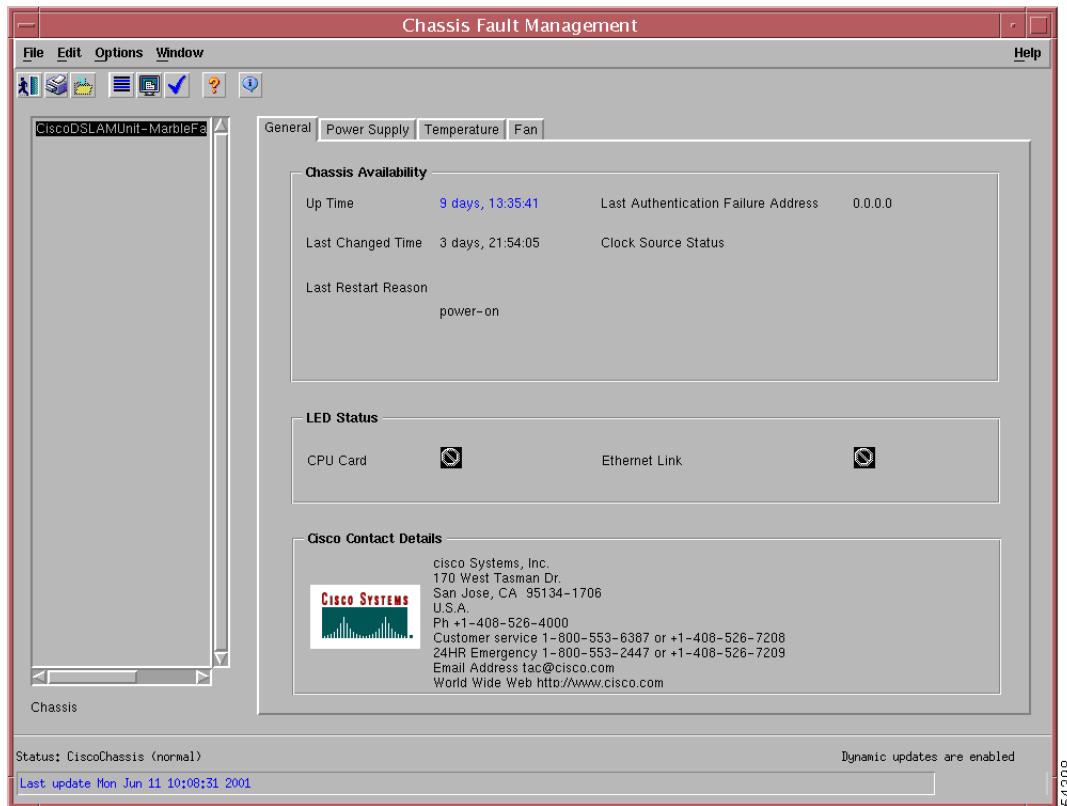 Chassis Fault Management
File Edit Options Window Help
CiscoDSLAMUnit-MarbleFa
General Power Supply Temperature Fan
Chassis Availability
Up Time 9 days, 13:35:41 Last Authentication Failure Address 0.0.0.0
Last Changed Time 3 days, 21:54:05 Clock Source Status
Last Restart Reason
power-on
LED Status
CPU Card Ethernet Link
Cisco Contact Details
CISCO SYSTEMS
cisco Systems, Inc.
170 West Tasman Dr.
San Jose, CA 95134-1706
U.S.A.
Ph +1-408-526-4000
Customer service 1-800-553-6387 or +1-408-526-7208
24HR Emergency 1-800-553-2447 or +1-408-526-7209
Email Address tac@cisco.com
World Wide Web http://www.cisco.com
Chassis
Status: CiscoChassis (normal) Dynamic updates are enabled
Last update Mon Jun 11 10:08:31 2001